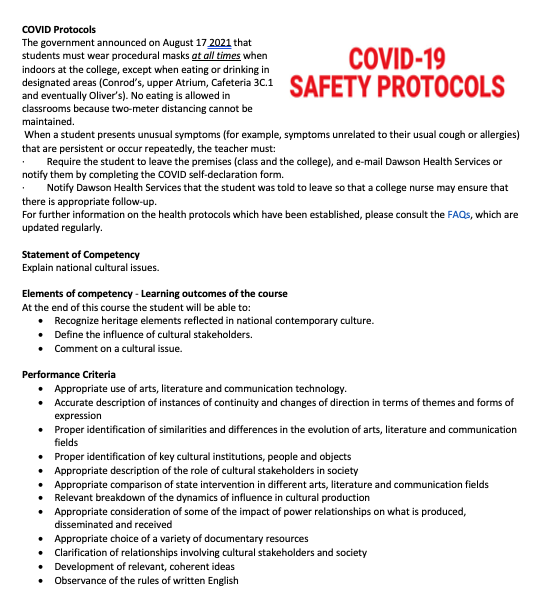 COVID Protocols
The government announced on August 17 2021 that
students must wear procedural masks at all times when
indoors at the college, except when eating or drinking in
designated areas (Conrod's, upper Atrium, Cafeteria 3C.1
and eventually Oliver's). No eating is allowed in
classrooms because two-meter distancing cannot be
maintained.
COVID-19
SAFETY PROTOCOLS
When a student presents unusual symptoms (for example, symptoms unrelated to their usual cough or allergies)
that are persistent or occur repeatedly, the teacher must:
· Require the student to leave the premises (class and the college), and e-mail Dawson Health Services or
notify them by completing the COVID self-declaration form.
· Notify Dawson Health Services that the student was told to leave so that a college nurse may ensure that
there is appropriate follow-up.
For further information on the health protocols which have been established, please consult the FAQs, which are
updated regularly.
Statement of Competency
Explain national cultural issues.
Elements of competency - Learning outcomes of the course
At the end of this course the student will be able to:
• Recognize heritage elements reflected in national contemporary culture.
• Define the influence of cultural stakeholders.
• Comment on a cultural issue.
Performance Criteria
• Appropriate use of arts, literature and communication technology.
• Accurate description of instances of continuity and changes of direction in terms of themes and forms of
expression
• Proper identification of similarities and differences in the evolution of arts, literature and communication
fields
• Proper identification of key cultural institutions, people and objects
• Appropriate description of the role of cultural stakeholders in society
• Appropriate comparison of state intervention in different arts, literature and communication fields
• Relevant breakdown of the dynamics of influence in cultural production
• Appropriate consideration of some of the impact of power relationships on what is produced,
disseminated and received
• Appropriate choice of a variety of documentary resources
• Clarification of relationships involving cultural stakeholders and society
• Development of relevant, coherent ideas
• Observance of the rules of written English